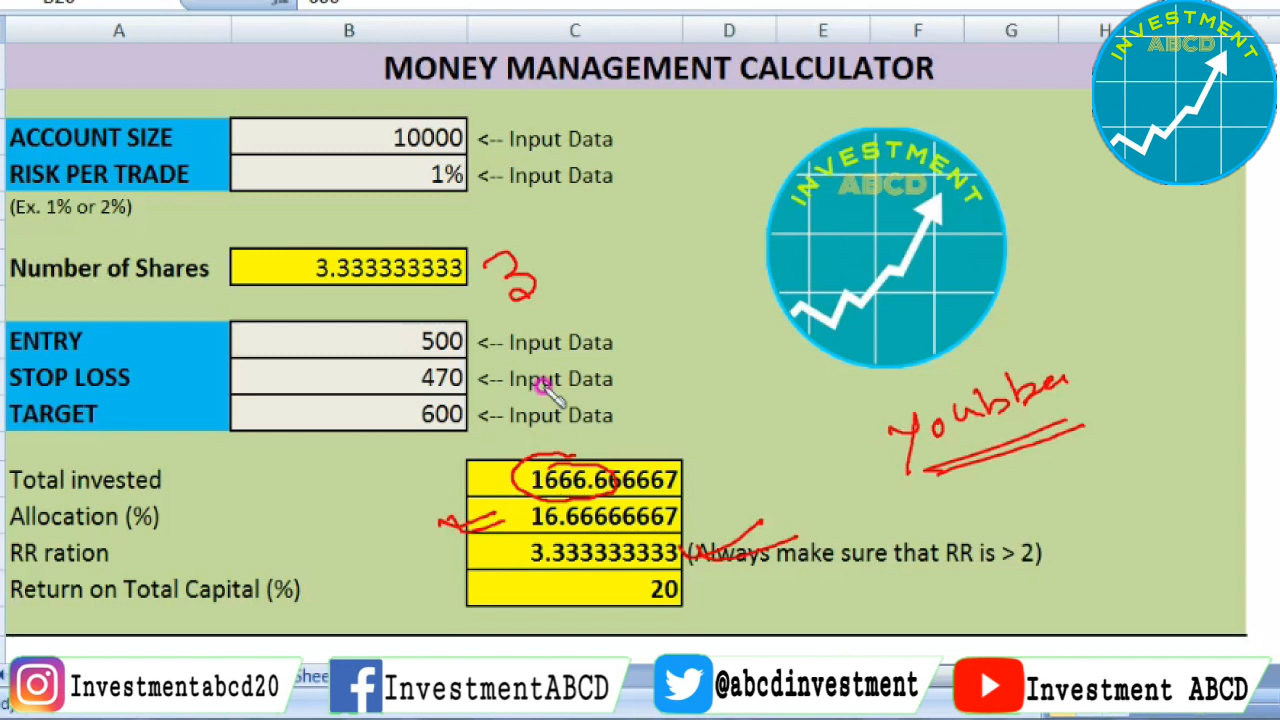 A B C D E F G H
MONEY MANAGEMENT CALCULATOR
INVESTMENT
ABCD
ACCOUNT SIZE 10000 <-- Input Data
RISK PER TRADE 1% <-- Input Data
(Ex. 1% or 2%)
INVESTMENT
ABCD
Number of Shares 3.333333333 3
ENTRY 500 <-- Input Data
STOP LOSS 470 <-- Input Data
TARGET 600 <-- Input Data
Total invested 1666.666667
Allocation (%) 16.66666667
RR ration 3.333333333 (Always make sure that RR is > 2)
Return on Total Capital (%) 20
Shee
Investmentabcd20 InvestmentABCD @abcdinvestment Investment ABCD